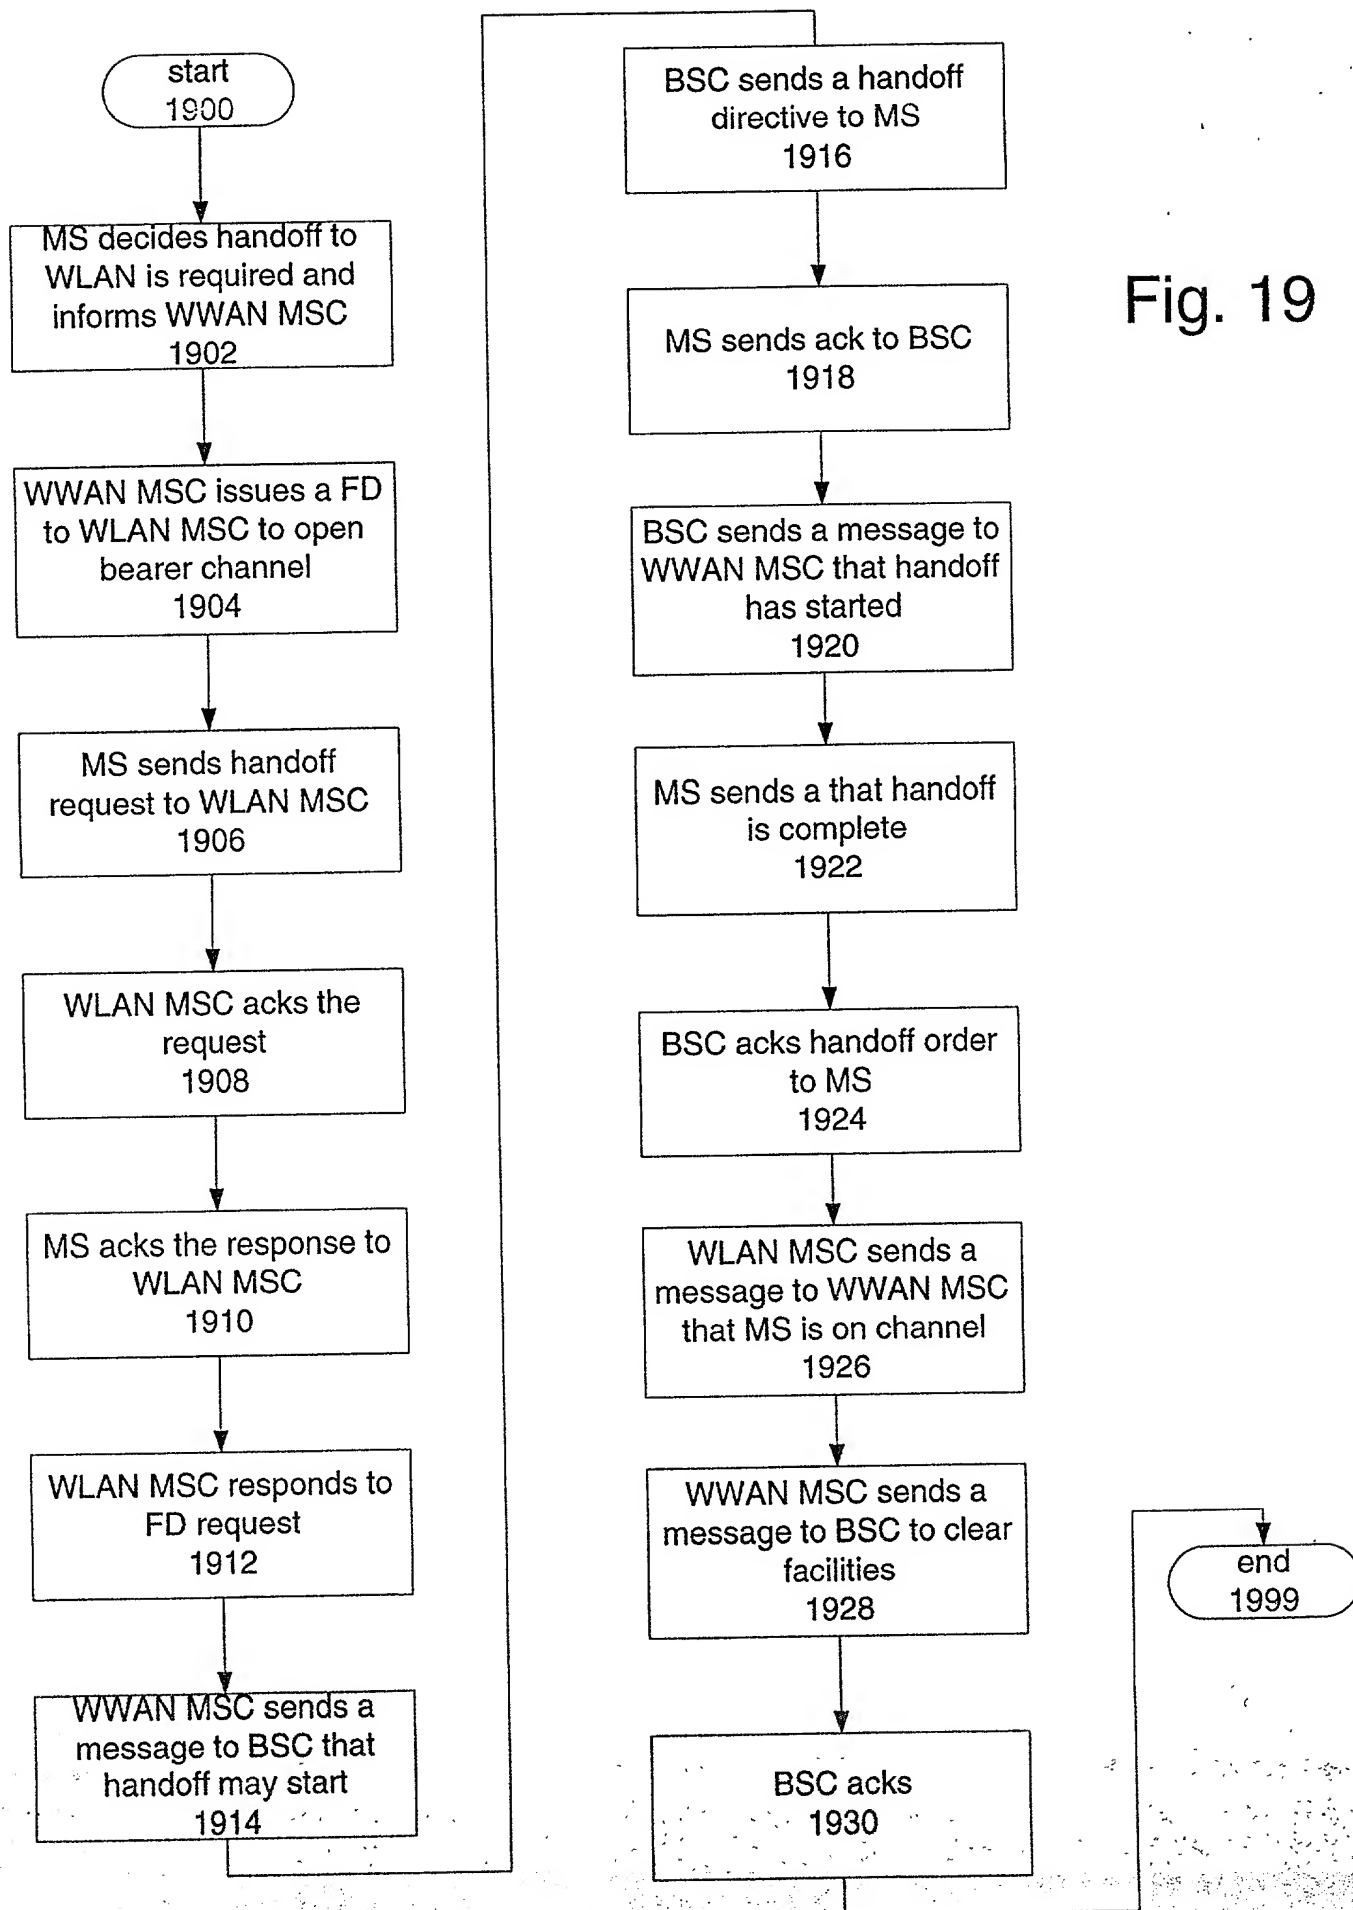 start
1900
MS decides handoff to
WLAN is required and
informs WWAN MSC
1902
WWAN MSC issues a FD
to WLAN MSC to open
bearer channel
1904
MS sends handoff
request to WLAN MSC
1906
WLAN MSC acks the
request
1908
MS acks the response to
WLAN MSC
1910
WLAN MSC responds to
FD request
1912
WWAN MSC sends a
message to BSC that
handoff may start
1914
BSC sends a handoff
directive to MS
1916
MS sends ack to BSC
1918
BSC sends a message to
WWAN MSC that handoff
has started
1920
MS sends a that handoff
is complete
1922
BSC acks handoff order
to MS
1924
WLAN MSC sends a
message to WWAN MSC
that MS is on channel
1926
WWAN MSC sends a
message to BSC to clear
facilities
1928
BSC acks
1930
end
1999
Fig. 19